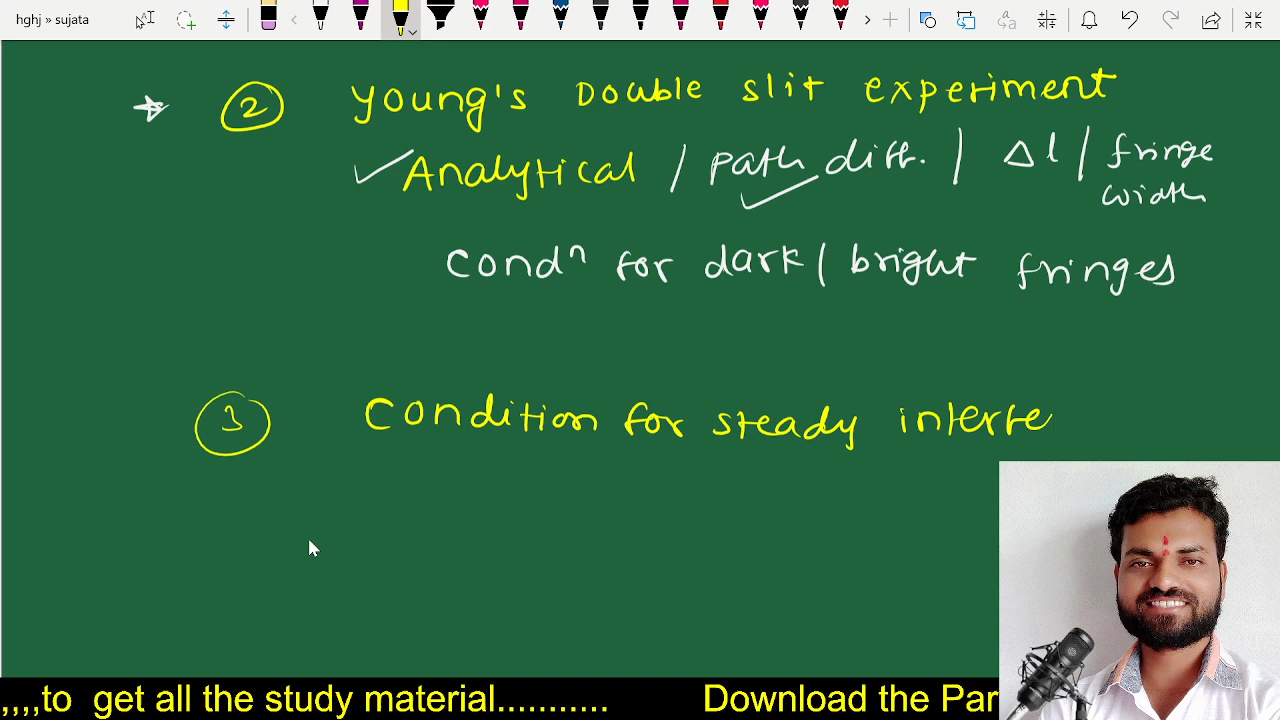 hghj » sujata
2 Young's Double slit experiment
Analytical / path diff. / Δl / fringe width
condⁿ for dark / bright fringes
3 Condition for steady interfe
,,,,to get all the study material........... Download the Par